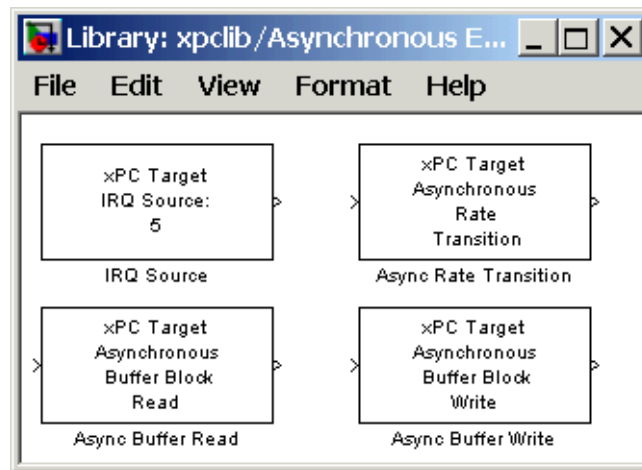 Library: xpclib/Asynchronous E...
File Edit View Format Help
xPC Target
IRQ Source:
5
IRQ Source
xPC Target
Asynchronous
Rate
Transition
Async Rate Transition
xPC Target
Asynchronous
Buffer Block
Read
Async Buffer Read
xPC Target
Asynchronous
Buffer Block
Write
Async Buffer Write